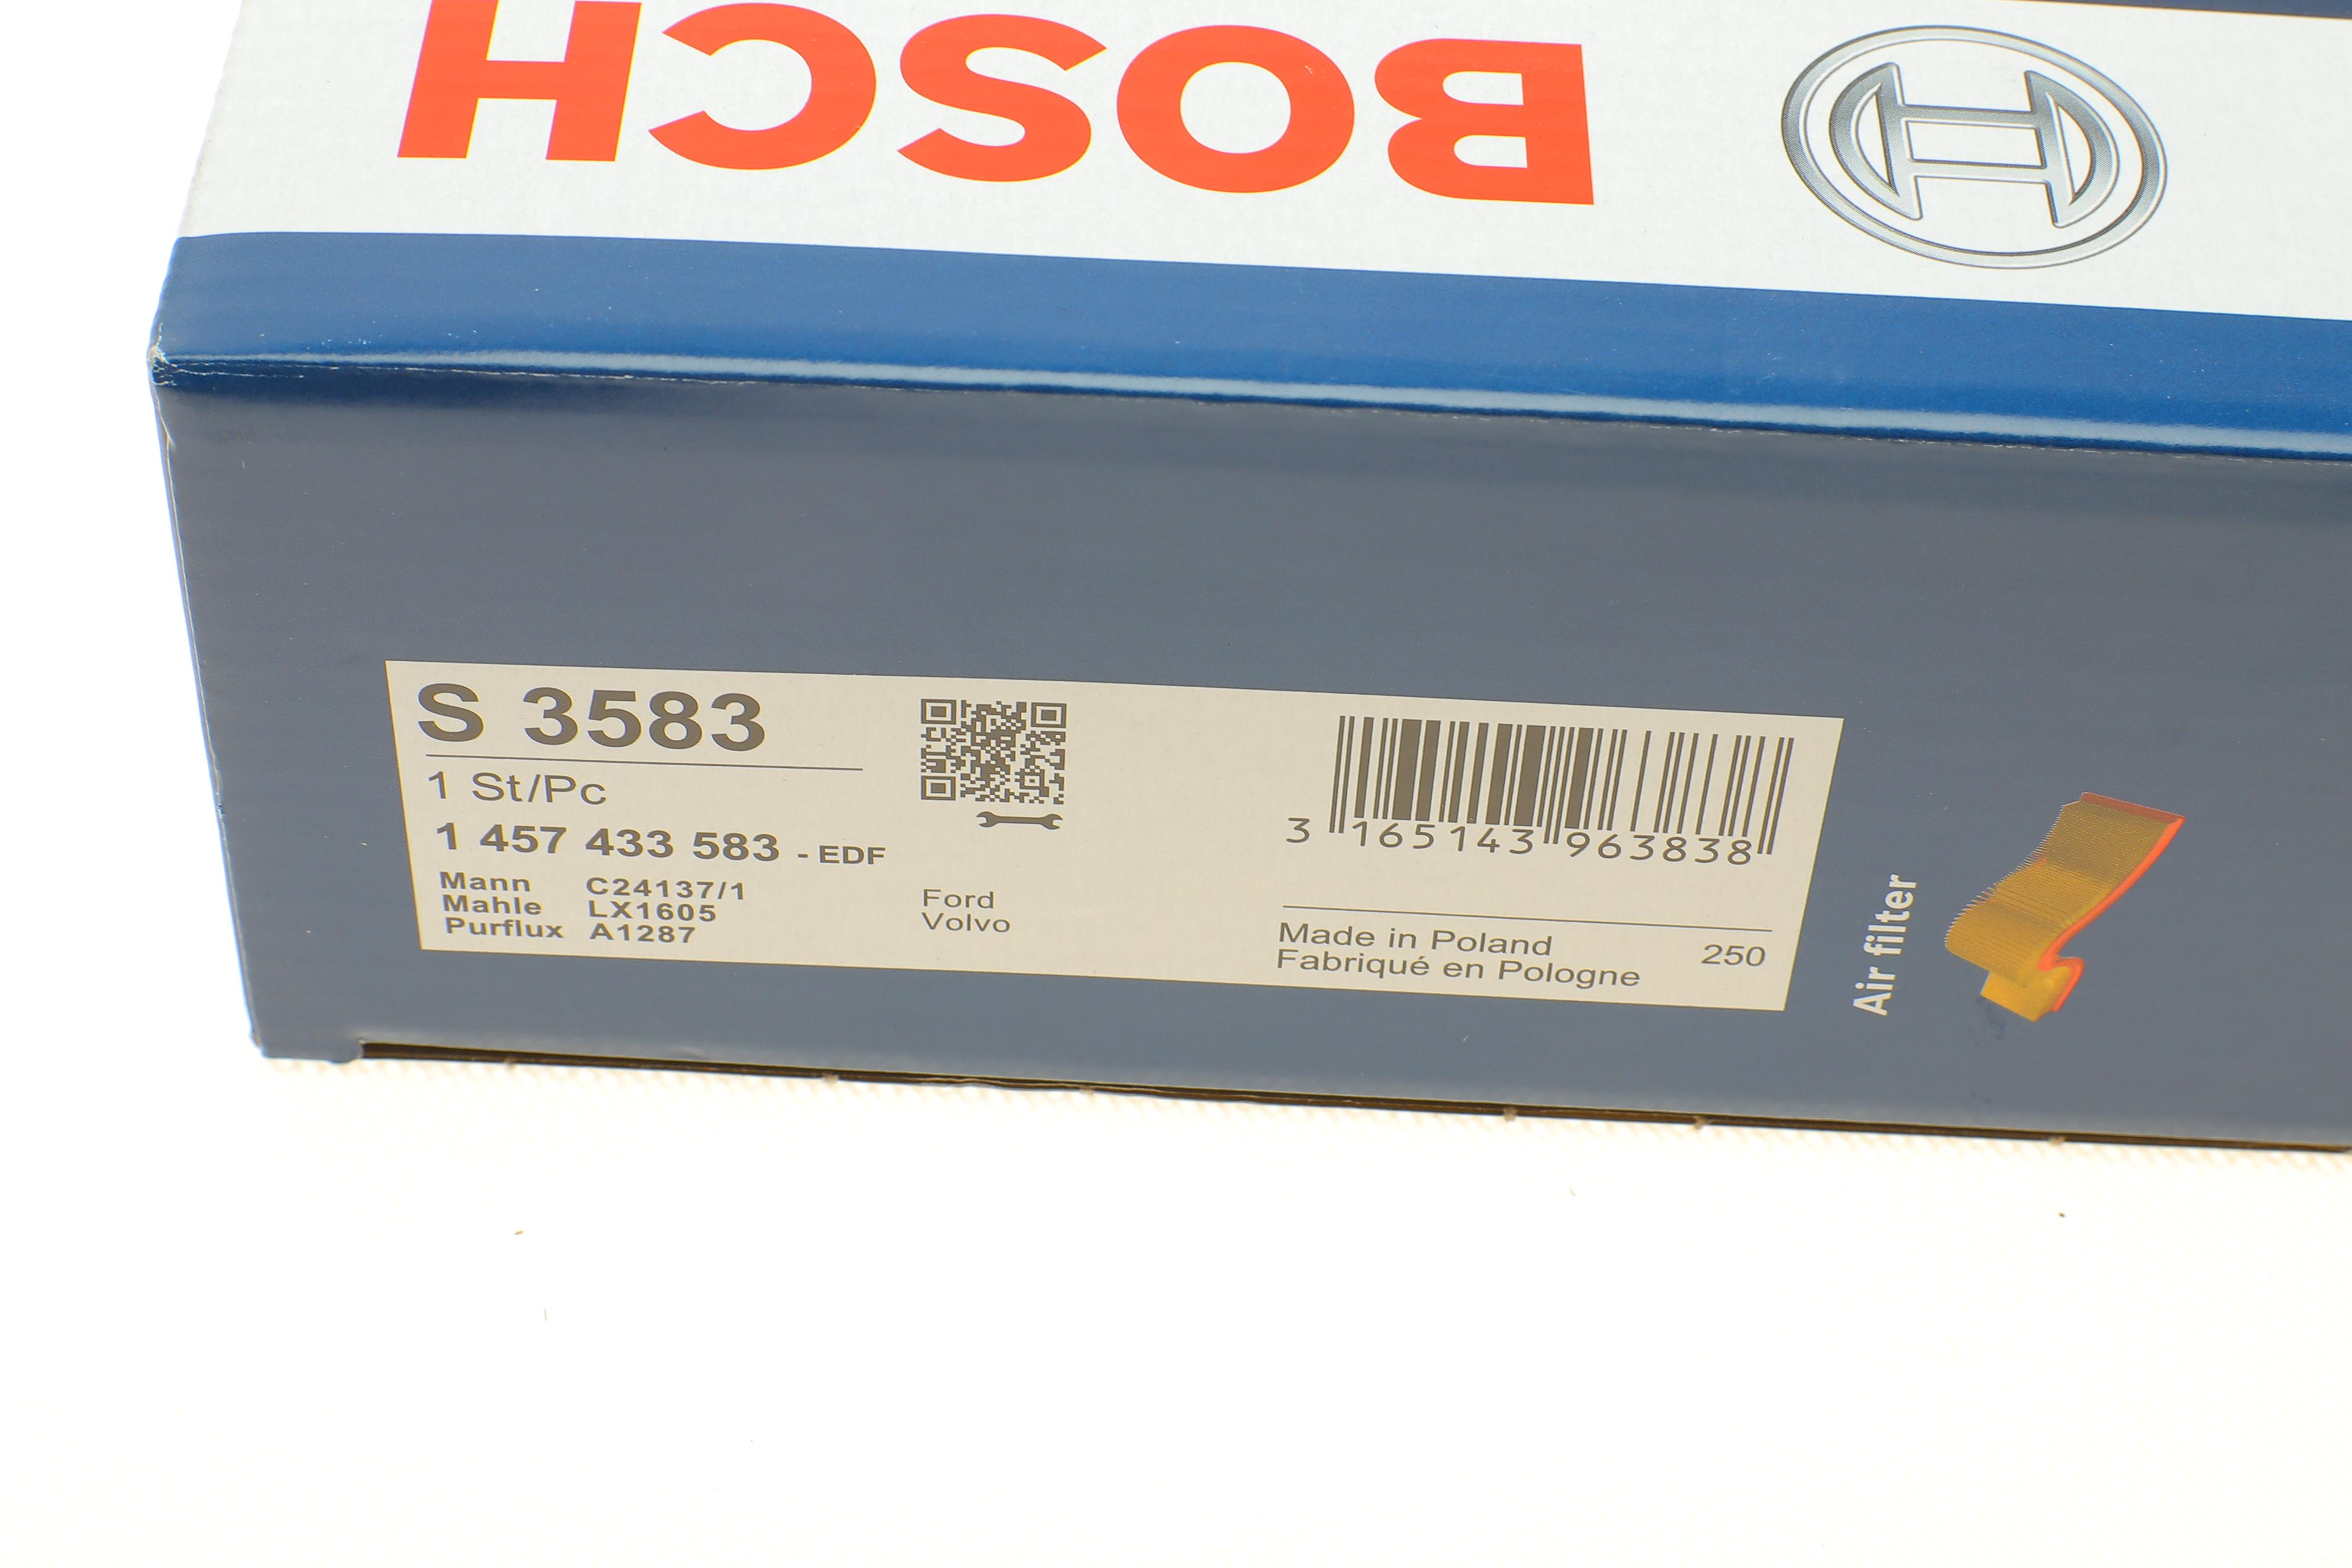 BOSCH
S 3583
1 St/Pc
1 457 433 583 - EDF
Mann C24137/1
Mahle LX1605
Purflux A1287
Ford
Volvo
3 165143 963838
Made in Poland
Fabriqué en Pologne
250
Air filter